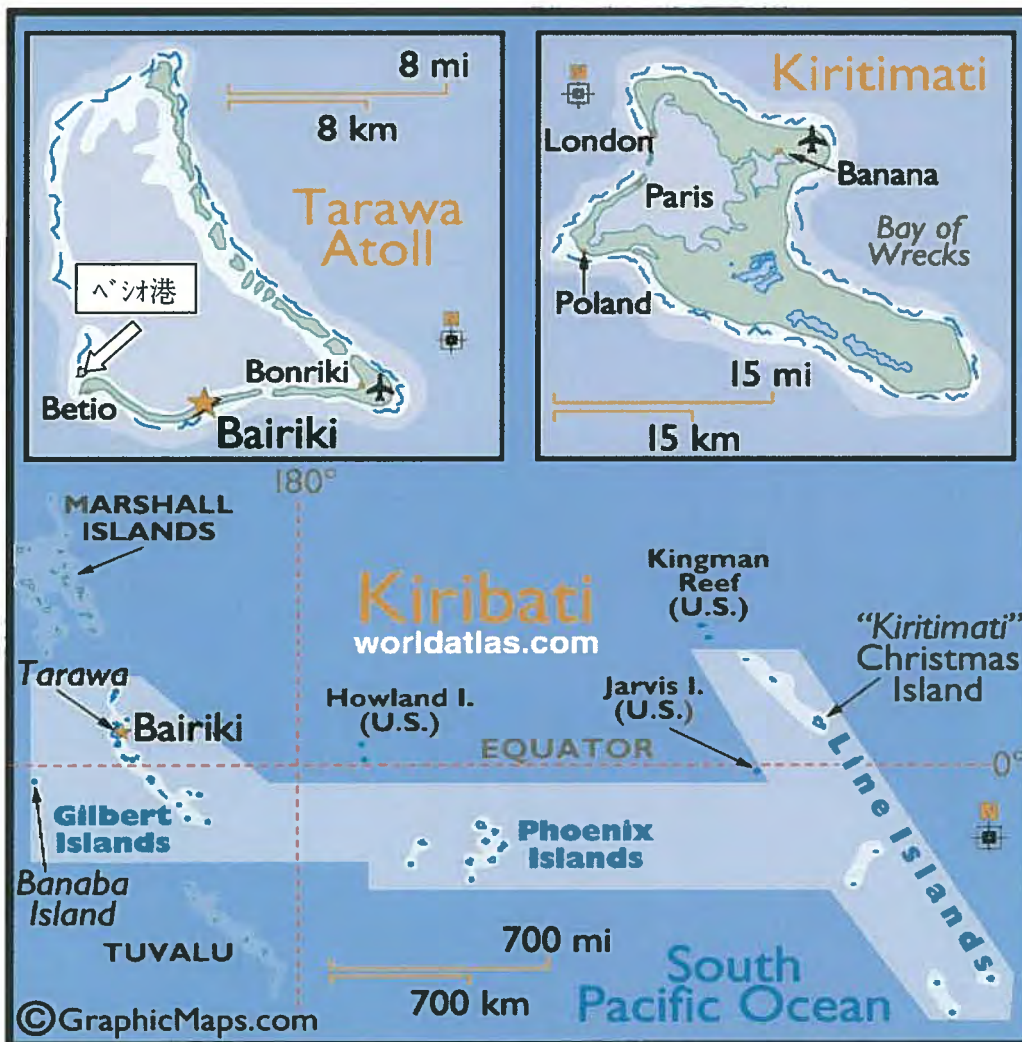 8 mi
8 km
Tarawa
Atoll
ベシオ港
Betio
Bonriki
Bairiki
N
Kiritimati
N
London
Paris
Banana
Bay of
Wrecks
Poland
15 mi
15 km
180°
MARSHALL
ISLANDS
Kiribati
worldatlas.com
Kingman
Reef
(U.S.)
"Kiritimati"
Christmas
Island
Tarawa
Bairiki
Howland I.
(U.S.)
Jarvis I.
(U.S.)
EQUATOR
0°
Gilbert
Islands
Phoenix
Islands
Line Islands
N
Banaba
Island
TUVALU
700 mi
700 km
South
Pacific Ocean
©GraphicMaps.com